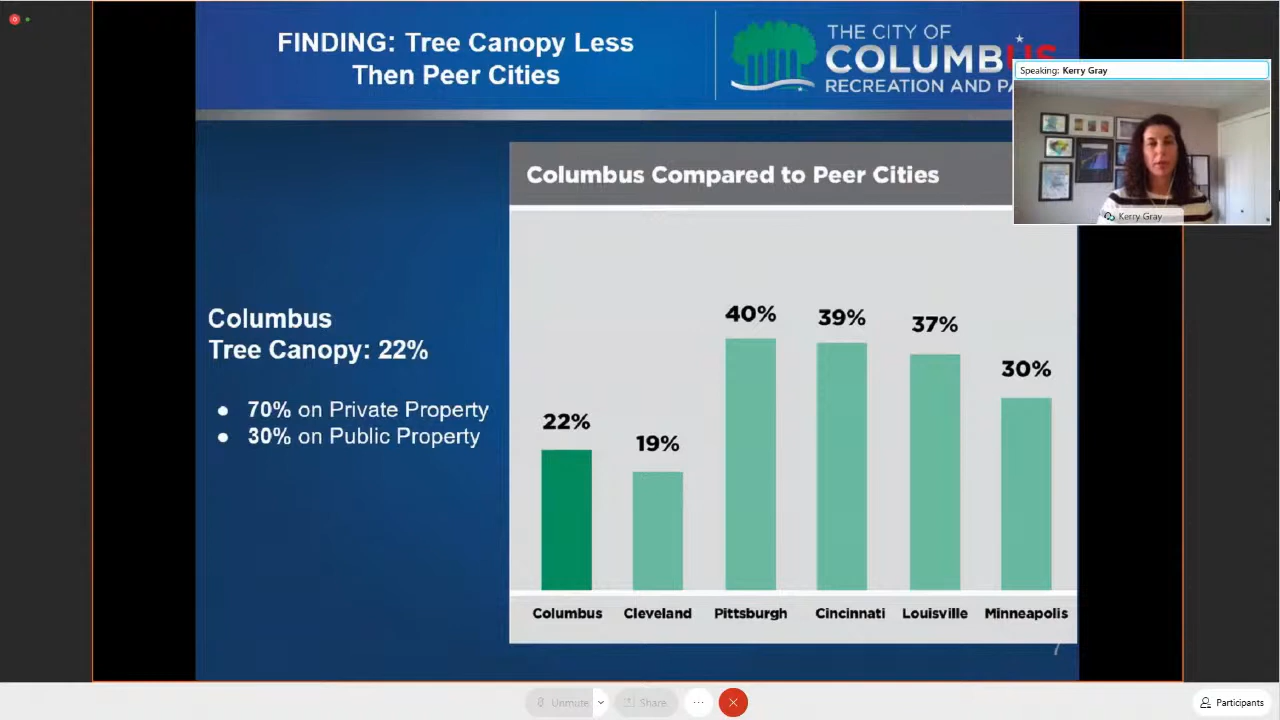 FINDING: Tree Canopy Less
Then Peer Cities
THE CITY OF
COLUMBUS
RECREATION AND
Speaking: Kerry Gray
Kerry Gray
Columbus Compared to Peer Cities
Columbus
Tree Canopy: 22%
● 70% on Private Property
● 30% on Public Property
22%
19%
40%
39%
37%
30%
Columbus Cleveland Pittsburgh Cincinnati Louisville Minneapolis
7
Unmute
Share
Participants